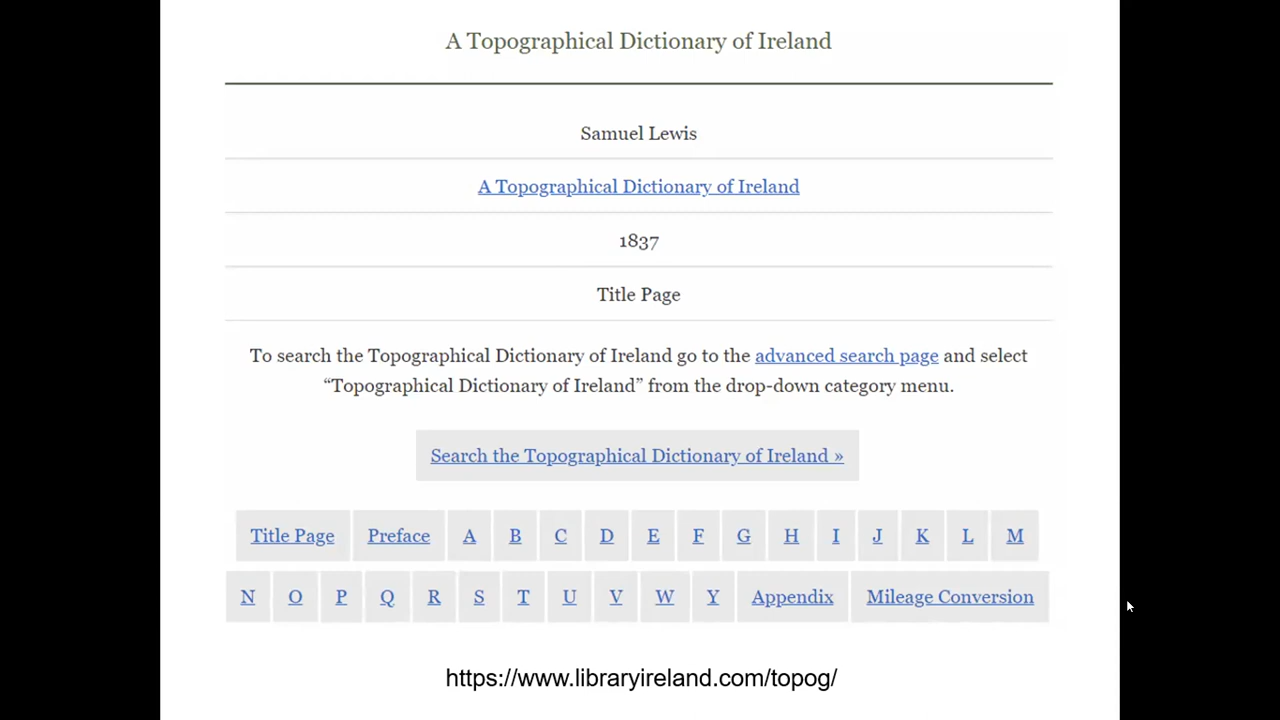 A Topographical Dictionary of Ireland
Samuel Lewis
A Topographical Dictionary of Ireland
1837
Title Page
To search the Topographical Dictionary of Ireland go to the advanced search page and select
“Topographical Dictionary of Ireland” from the drop-down category menu.
Search the Topographical Dictionary of Ireland »
Title Page Preface A B C D E F G H I J K L M
N O P Q R S T U V W Y Appendix Mileage Conversion
https://www.libraryireland.com/topog/